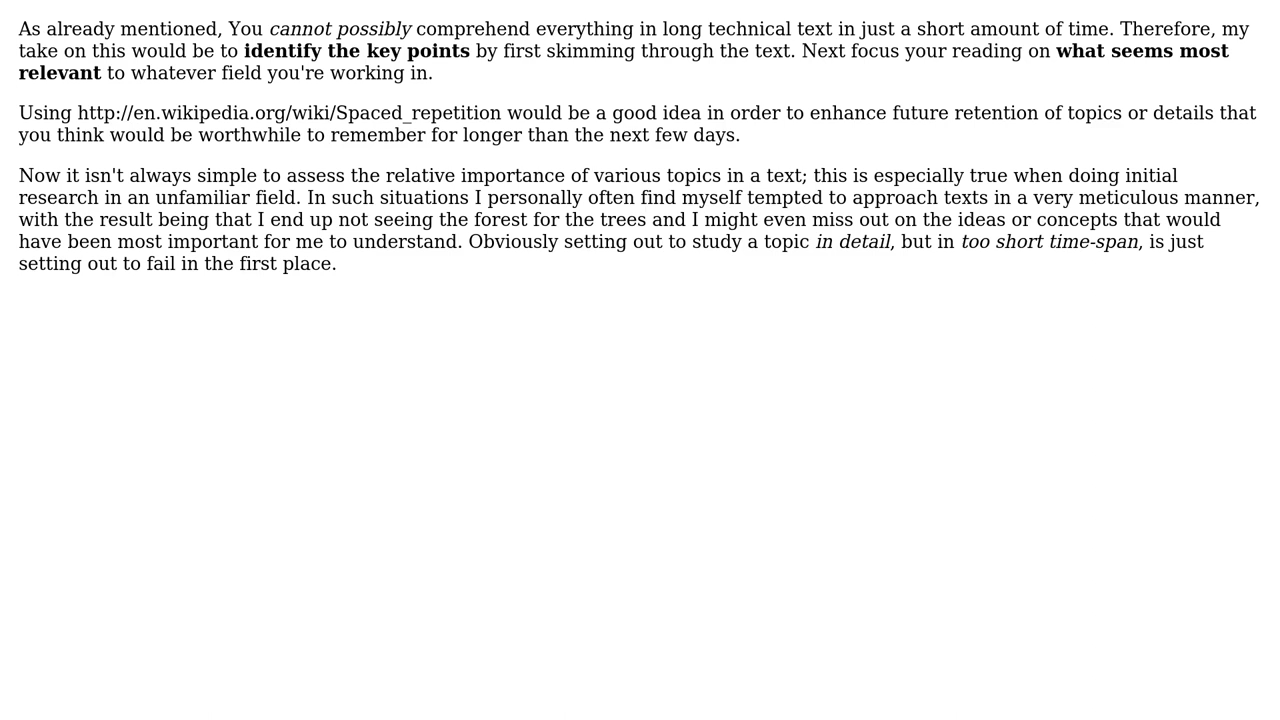 As already mentioned, You cannot possibly comprehend everything in long technical text in just a short amount of time. Therefore, my
take on this would be to identify the key points by first skimming through the text. Next focus your reading on what seems most
relevant to whatever field you're working in.
Using http://en.wikipedia.org/wiki/Spaced_repetition would be a good idea in order to enhance future retention of topics or details that
you think would be worthwhile to remember for longer than the next few days.
Now it isn't always simple to assess the relative importance of various topics in a text; this is especially true when doing initial
research in an unfamiliar field. In such situations I personally often find myself tempted to approach texts in a very meticulous manner,
with the result being that I end up not seeing the forest for the trees and I might even miss out on the ideas or concepts that would
have been most important for me to understand. Obviously setting out to study a topic in detail, but in too short time-span, is just
setting out to fail in the first place.